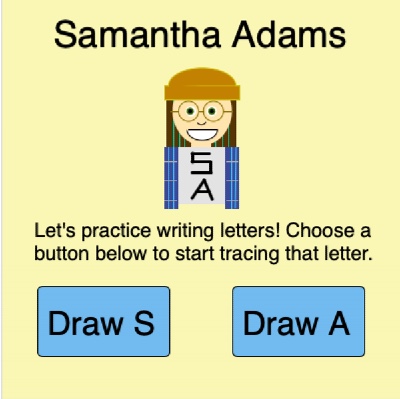 Samantha Adams
S
A
Let's practice writing letters! Choose a
button below to start tracing that letter.
Draw S
Draw A